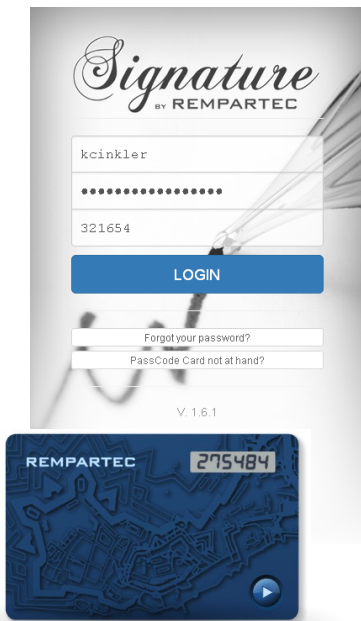 Signature
BY REMPARTEC
kcinkler
●●●●●●●●●●●●●●●●●
321654
LOGIN
Forgot your password?
PassCode Card not at hand?
V. 1.6.1
REMPARTEC
275484